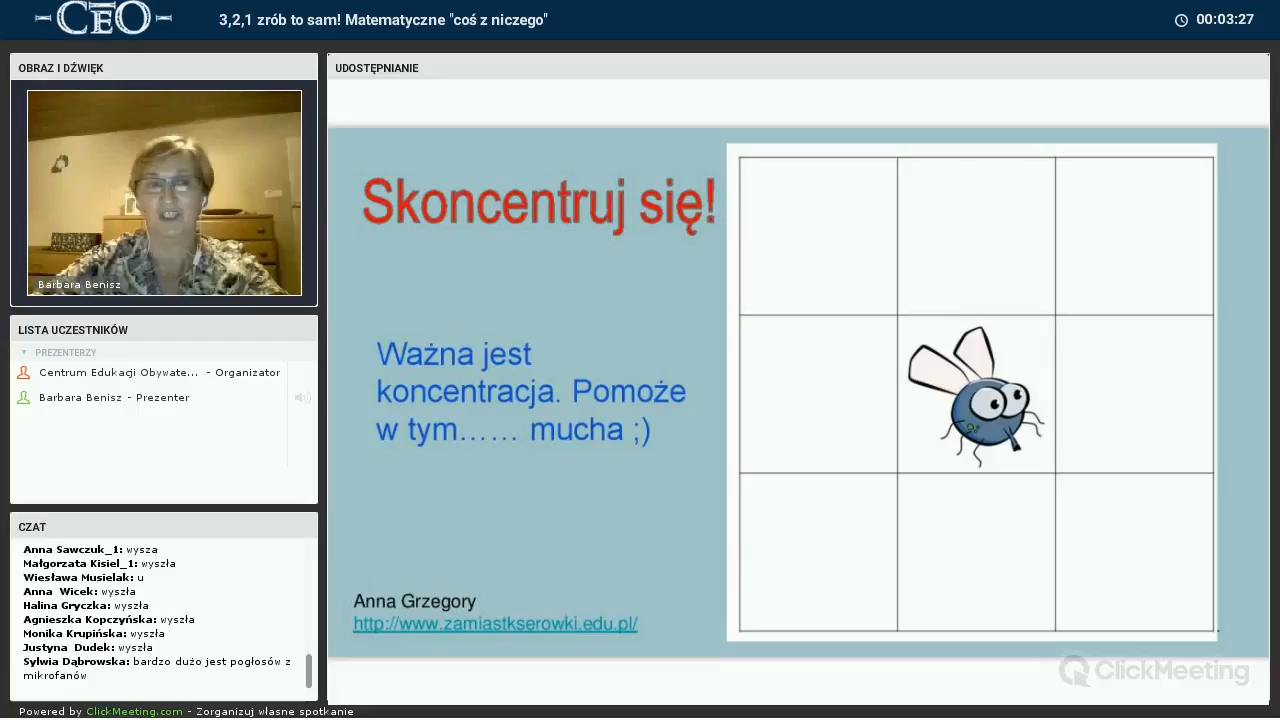 CEO
3,2,1 zrób to sam! Matematyczne "coś z niczego"
00:03:27
OBRAZ I DŹWIĘK
Barbara Benisz
LISTA UCZESTNIKÓW
PREZENTERZY
Centrum Edukacji Obywate... - Organizator
Barbara Benisz - Prezenter
CZAT
Anna Sawczuk_1: wysza
Małgorzata Kisiel_1: wyszła
Wiesława Musielak: u
Anna Wicek: wyszła
Halina Gryczka: wyszła
Agnieszka Kopczyńska: wyszła
Monika Krupińska: wyszła
Justyna Dudek: wyszła
Sylwia Dąbrowska: bardzo dużo jest pogłosów z
mikrofanów
UDOSTĘPNIANIE
Skoncentruj się!
Ważna jest
koncentracja. Pomoże
w tym…… mucha ;)
Anna Grzegory
http://www.zamiastkserowki.edu.pl/
ClickMeeting
Powered by ClickMeeting.com - Zorganizuj własne spotkanie